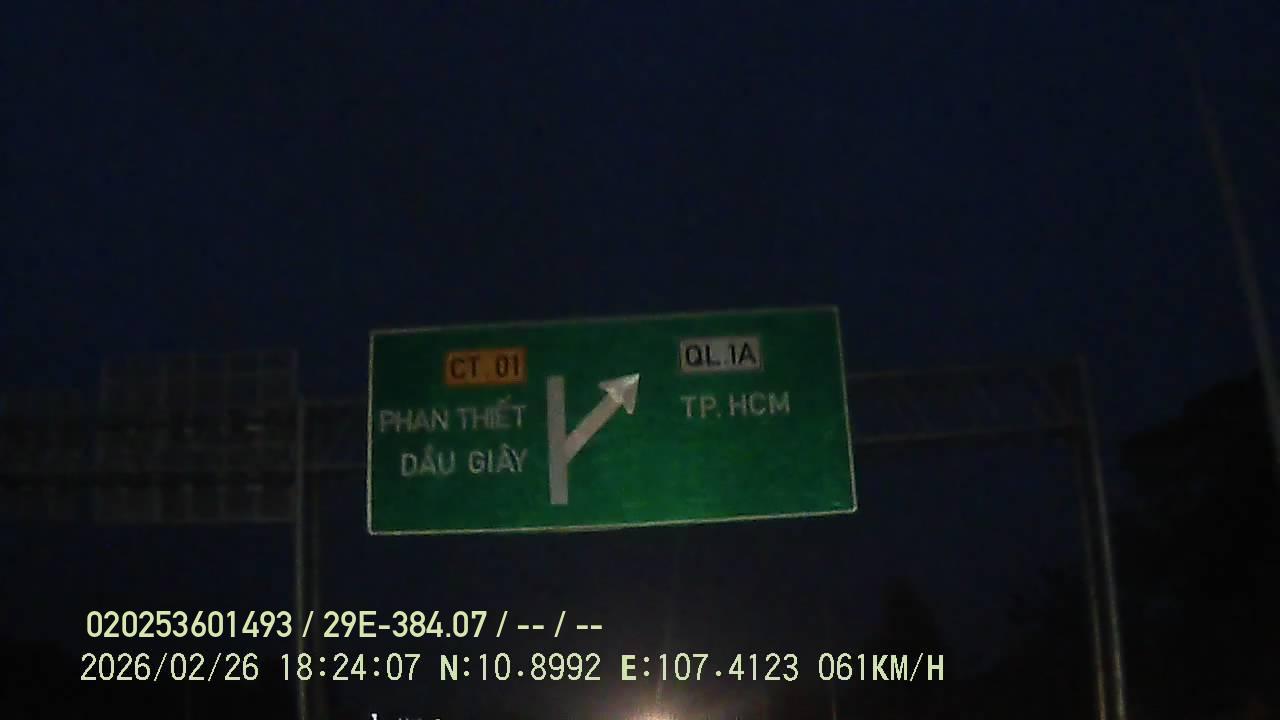 CT.01
QL.1A
PHAN THIẾT
TP. HCM
DẦU GIÂY
020253601493 / 29E-384.07 / -- / --
2026/02/26 18:24:07 N:10.8992 E:107.4123 061KM/H